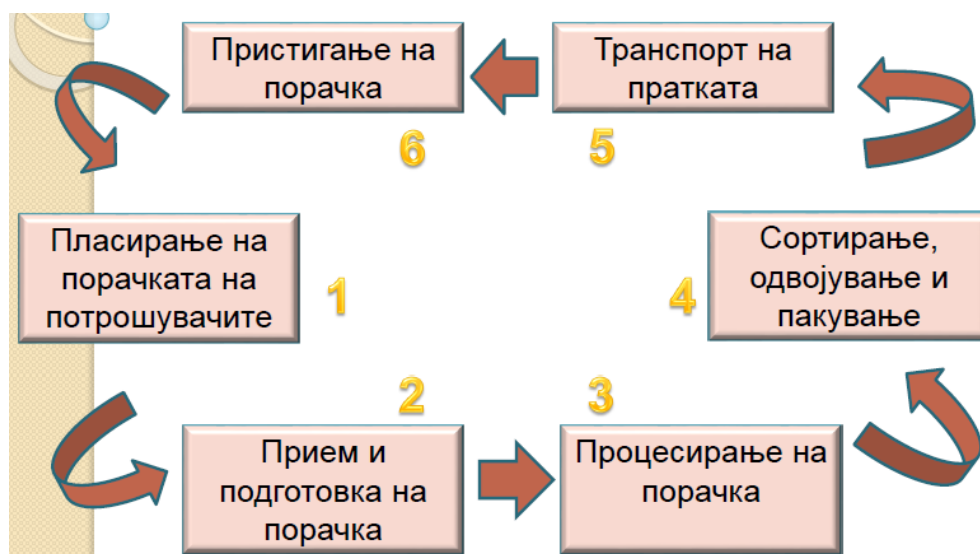 Пристигање на
порачка
6
Транспорт на
пратката
5
Пласирање на
порачката на
потрошувачите
1
Сортирање,
одвојување и
пакување
4
2
Прием и
подготовка на
порачка
3
Процесирање на
порачка